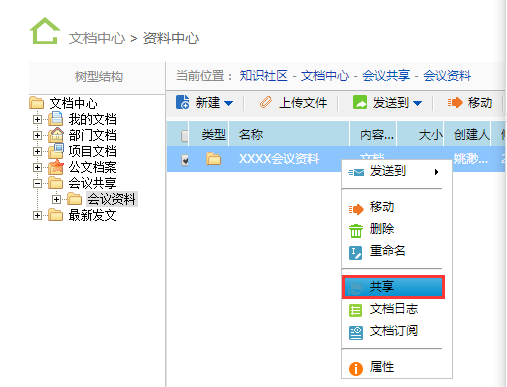 文档中心 > 资料中心
树型结构
当前位置： 知识社区 - 文档中心 - 会议共享 - 会议资料
文档中心
我的文档
部门文档
项目文档
公文档案
会议共享
会议资料
最新发文
新建 上传文件 发送到 移动
类型 名称 内容... 大小 创建人
XXXX会议资料 文档 姚渺...
发送到
移动
删除
重命名
共享
文档日志
文档订阅
属性